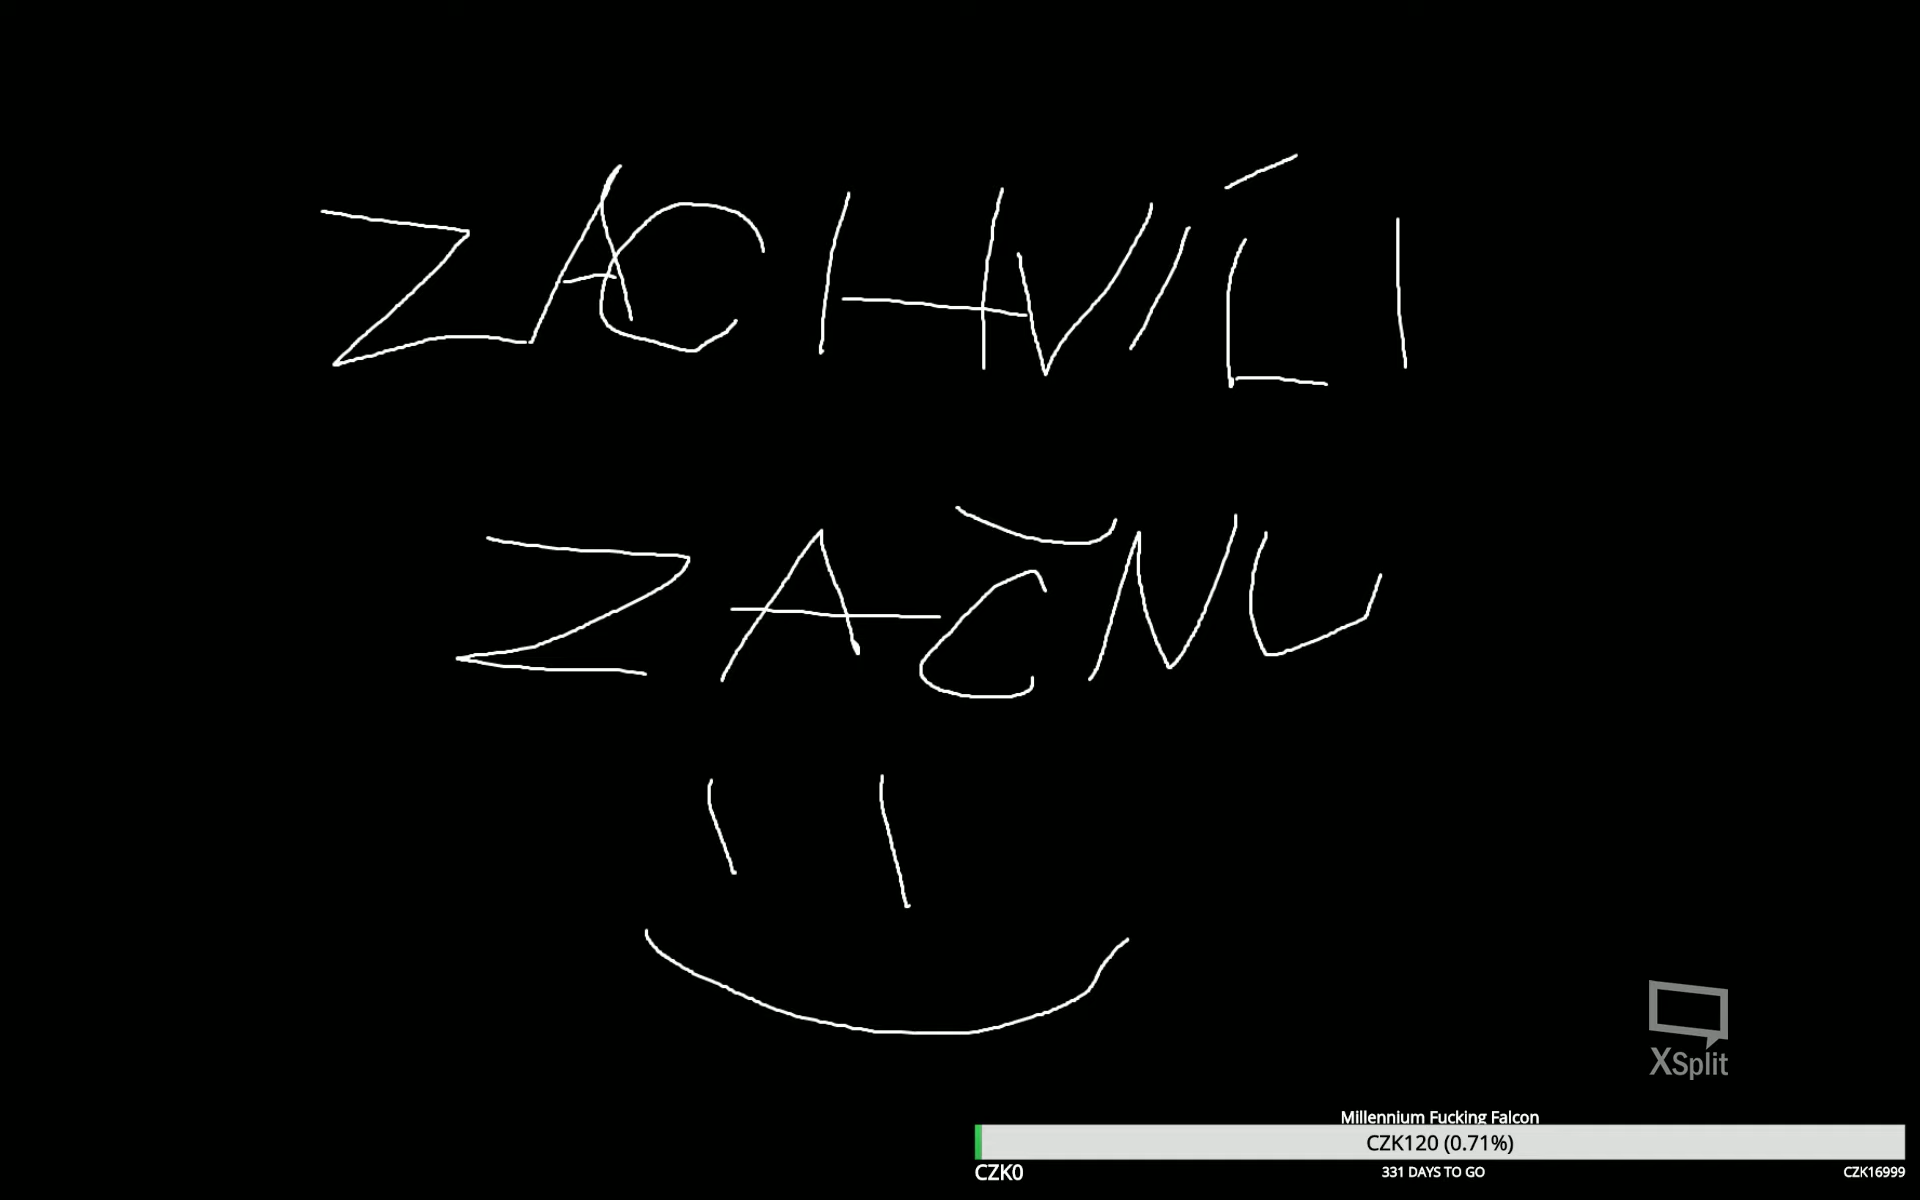 ZACHVÍLI
ZAČNU
XSplit
Millennium Fucking Falcon
CZK120 (0.71%)
CZK0 331 DAYS TO GO CZK16999